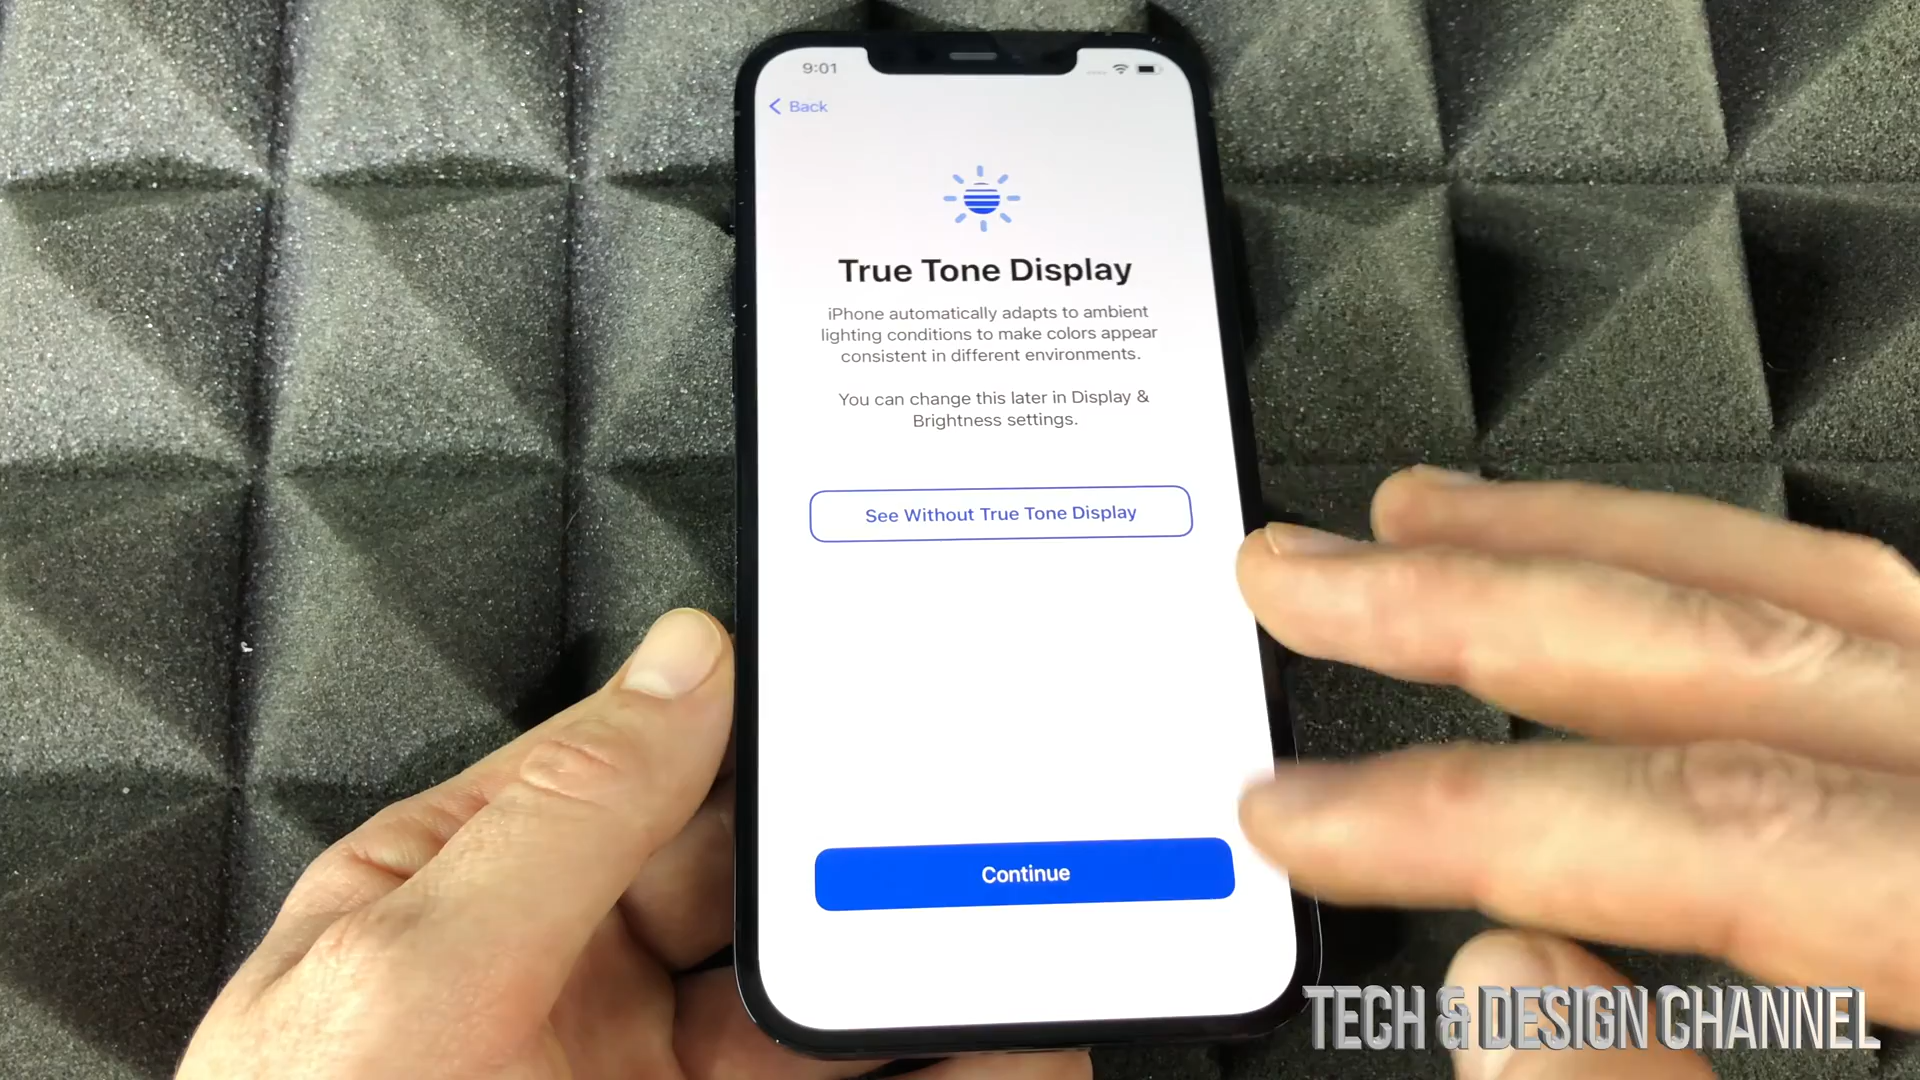 9:01
Back
True Tone Display
iPhone automatically adapts to ambient
lighting conditions to make colors appear
consistent in different environments.
You can change this later in Display &
Brightness settings.
See Without True Tone Display
Continue
TECH & DESIGN CHANNEL